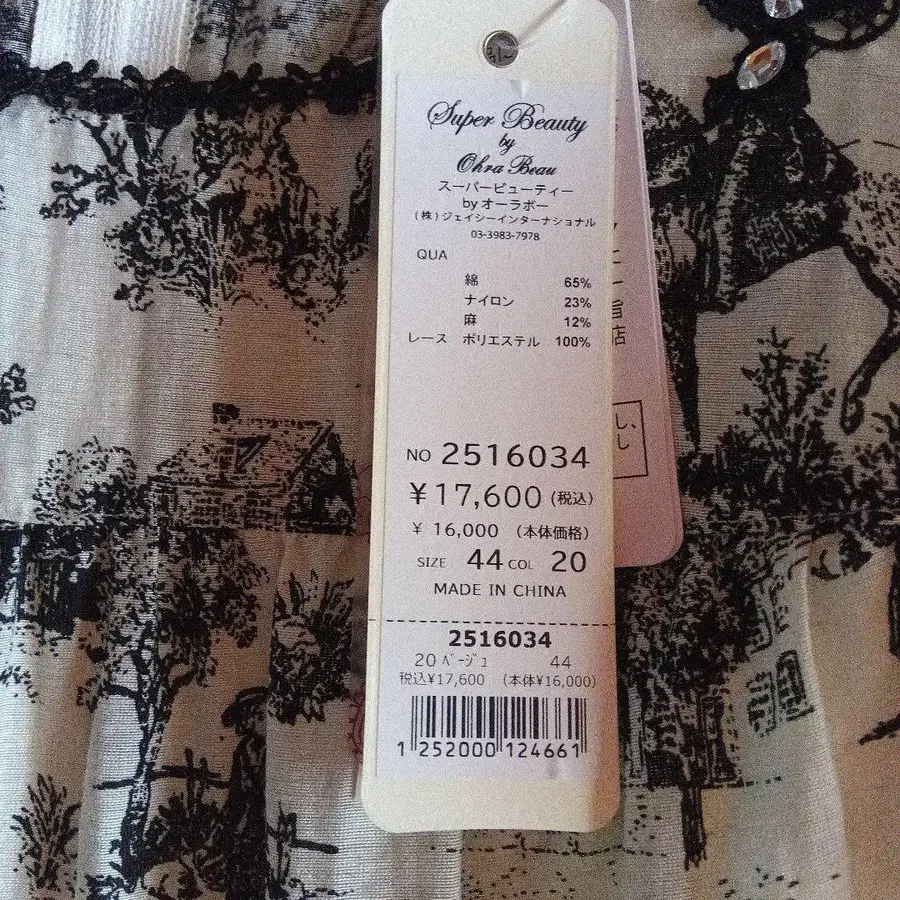 Super Beauty
by
Ohra Beau
スーパービューティー
byオーラボー
(株)ジェイシーインターナショナル
03-3983-7978
QUA
綿 65%
ナイロン 23%
麻 12%
レース ポリエステル 100%
NO 2516034
¥17,600 (税込)
¥ 16,000 (本体価格)
SIZE 44 COL 20
MADE IN CHINA
2516034
20 ベージュ 44
税込¥17,600 (本体¥16,000)
1 252000 124661
店
し、
し